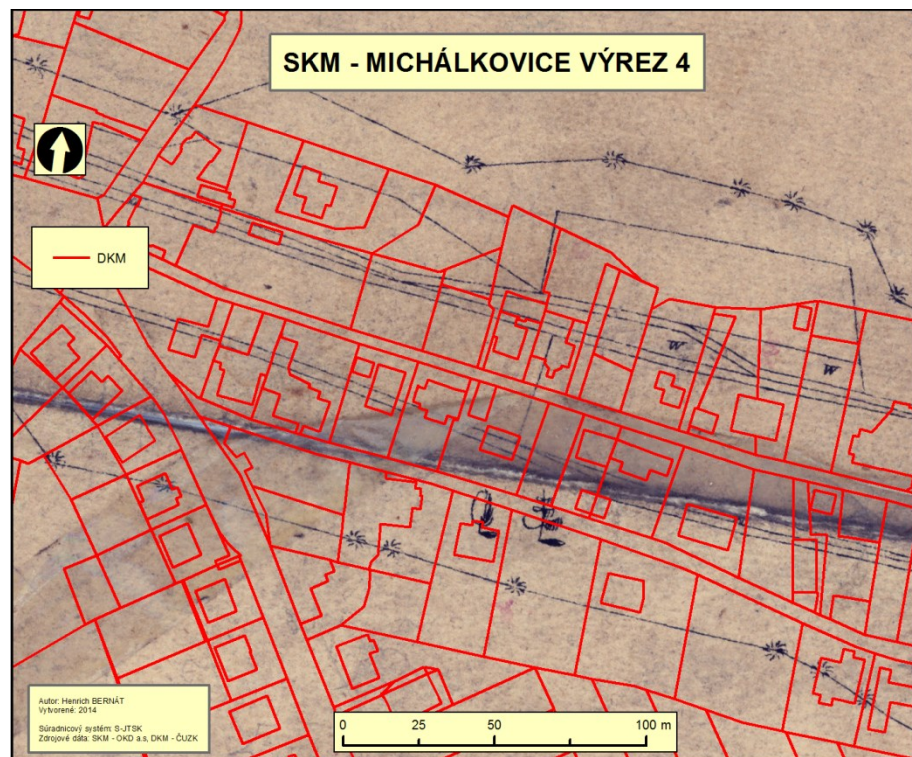 SKM - MICHÁLKOVICE VÝREZ 4
DKM
W
W
Autor: Henrich BERNÁT
Vytvorené: 2014
Súradnicový systém: S-JTSK
Zdrojové dáta: SKM - OKD a.s, DKM - ČUZK
0 25 50 100 m